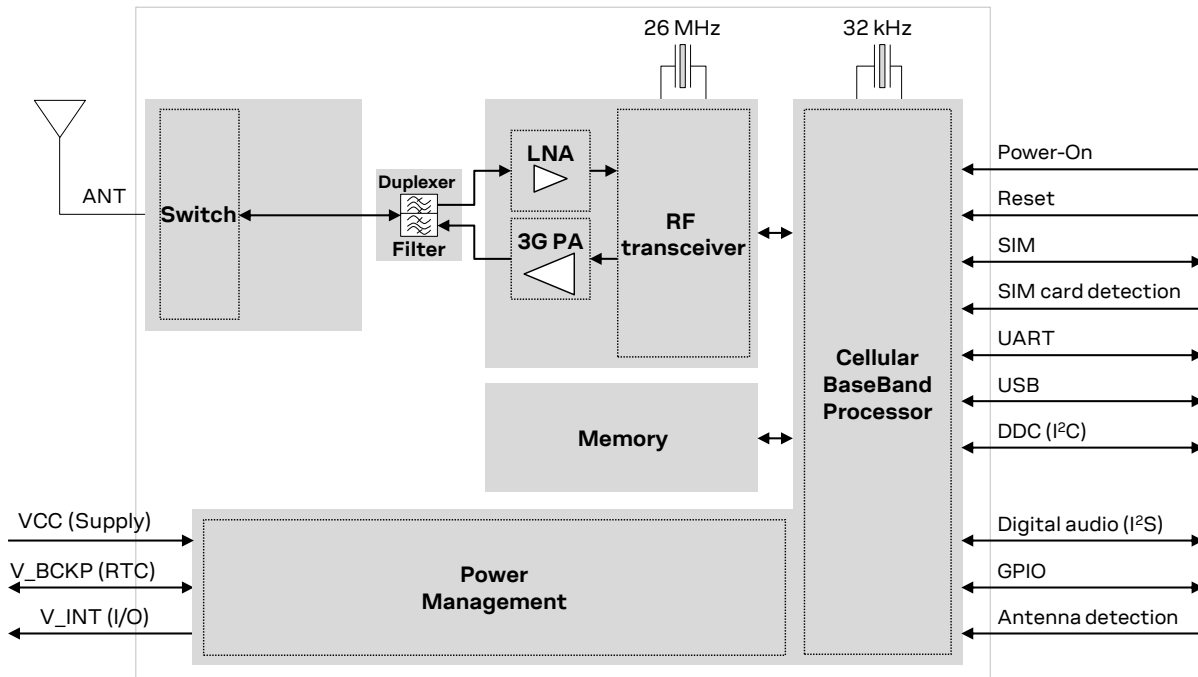 26 MHz
32 kHz
ANT
Switch
Duplexer
Filter
LNA
3G PA
RF
transceiver
Cellular
BaseBand
Processor
Memory
Power
Management
VCC (Supply)
V_BCKP (RTC)
V_INT (I/O)
Power-On
Reset
SIM
SIM card detection
UART
USB
DDC (I²C)
Digital audio (I²S)
GPIO
Antenna detection